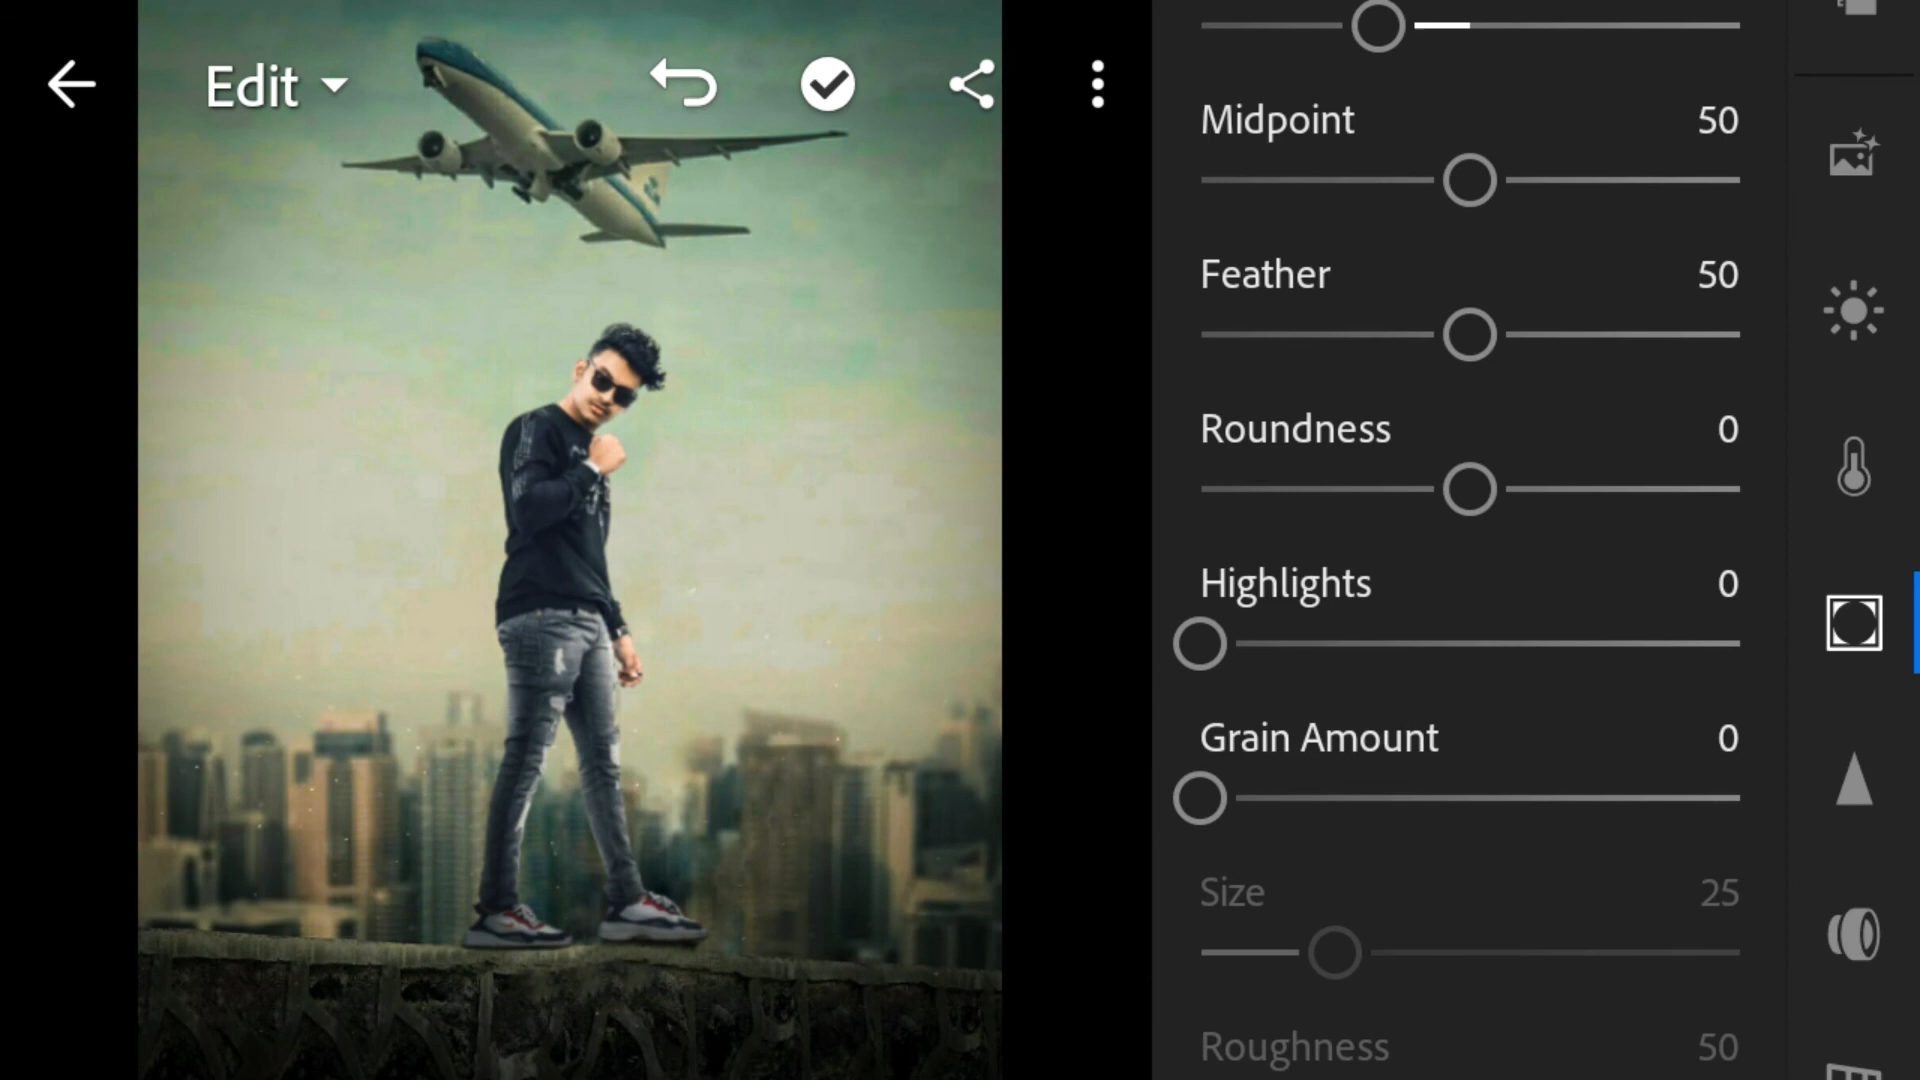 Edit
Midpoint 50
Feather 50
Roundness 0
Highlights 0
Grain Amount 0
Size 25
Roughness 50